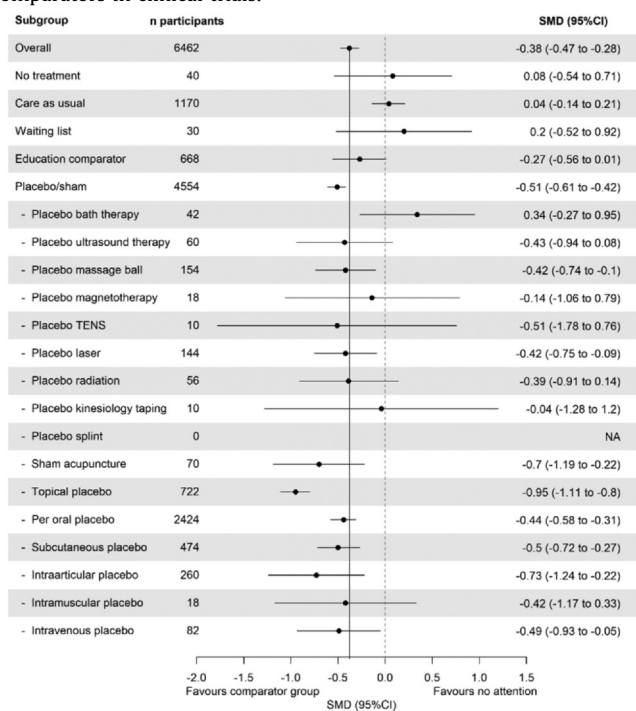 comparators in clinical trials.
Subgroup n participants SMD (95%CI)
Overall 6462 -0.38 (-0.47 to -0.28)
No treatment 40 0.08 (-0.54 to 0.71)
Care as usual 1170 0.04 (-0.14 to 0.21)
Waiting list 30 0.2 (-0.52 to 0.92)
Education comparator 668 -0.27 (-0.56 to 0.01)
Placebo/sham 4554 -0.51 (-0.61 to -0.42)
- Placebo bath therapy 42 0.34 (-0.27 to 0.95)
- Placebo ultrasound therapy 60 -0.43 (-0.94 to 0.08)
- Placebo massage ball 154 -0.42 (-0.74 to -0.1)
- Placebo magnetotherapy 18 -0.14 (-1.06 to 0.79)
- Placebo TENS 10 -0.51 (-1.78 to 0.76)
- Placebo laser 144 -0.42 (-0.75 to -0.09)
- Placebo radiation 56 -0.39 (-0.91 to 0.14)
- Placebo kinesiology taping 10 -0.04 (-1.28 to 1.2)
- Placebo splint 0 NA
- Sham acupuncture 70 -0.7 (-1.19 to -0.22)
- Topical placebo 722 -0.95 (-1.11 to -0.8)
- Per oral placebo 2424 -0.44 (-0.58 to -0.31)
- Subcutaneous placebo 474 -0.5 (-0.72 to -0.27)
- Intraarticular placebo 260 -0.73 (-1.24 to -0.22)
- Intramuscular placebo 18 -0.42 (-1.17 to 0.33)
- Intravenous placebo 82 -0.49 (-0.93 to -0.05)
-2.0 -1.5 -1.0 -0.5 0.0 0.5 1.0 1.5
Favours comparator group Favours no attention
SMD (95%CI)